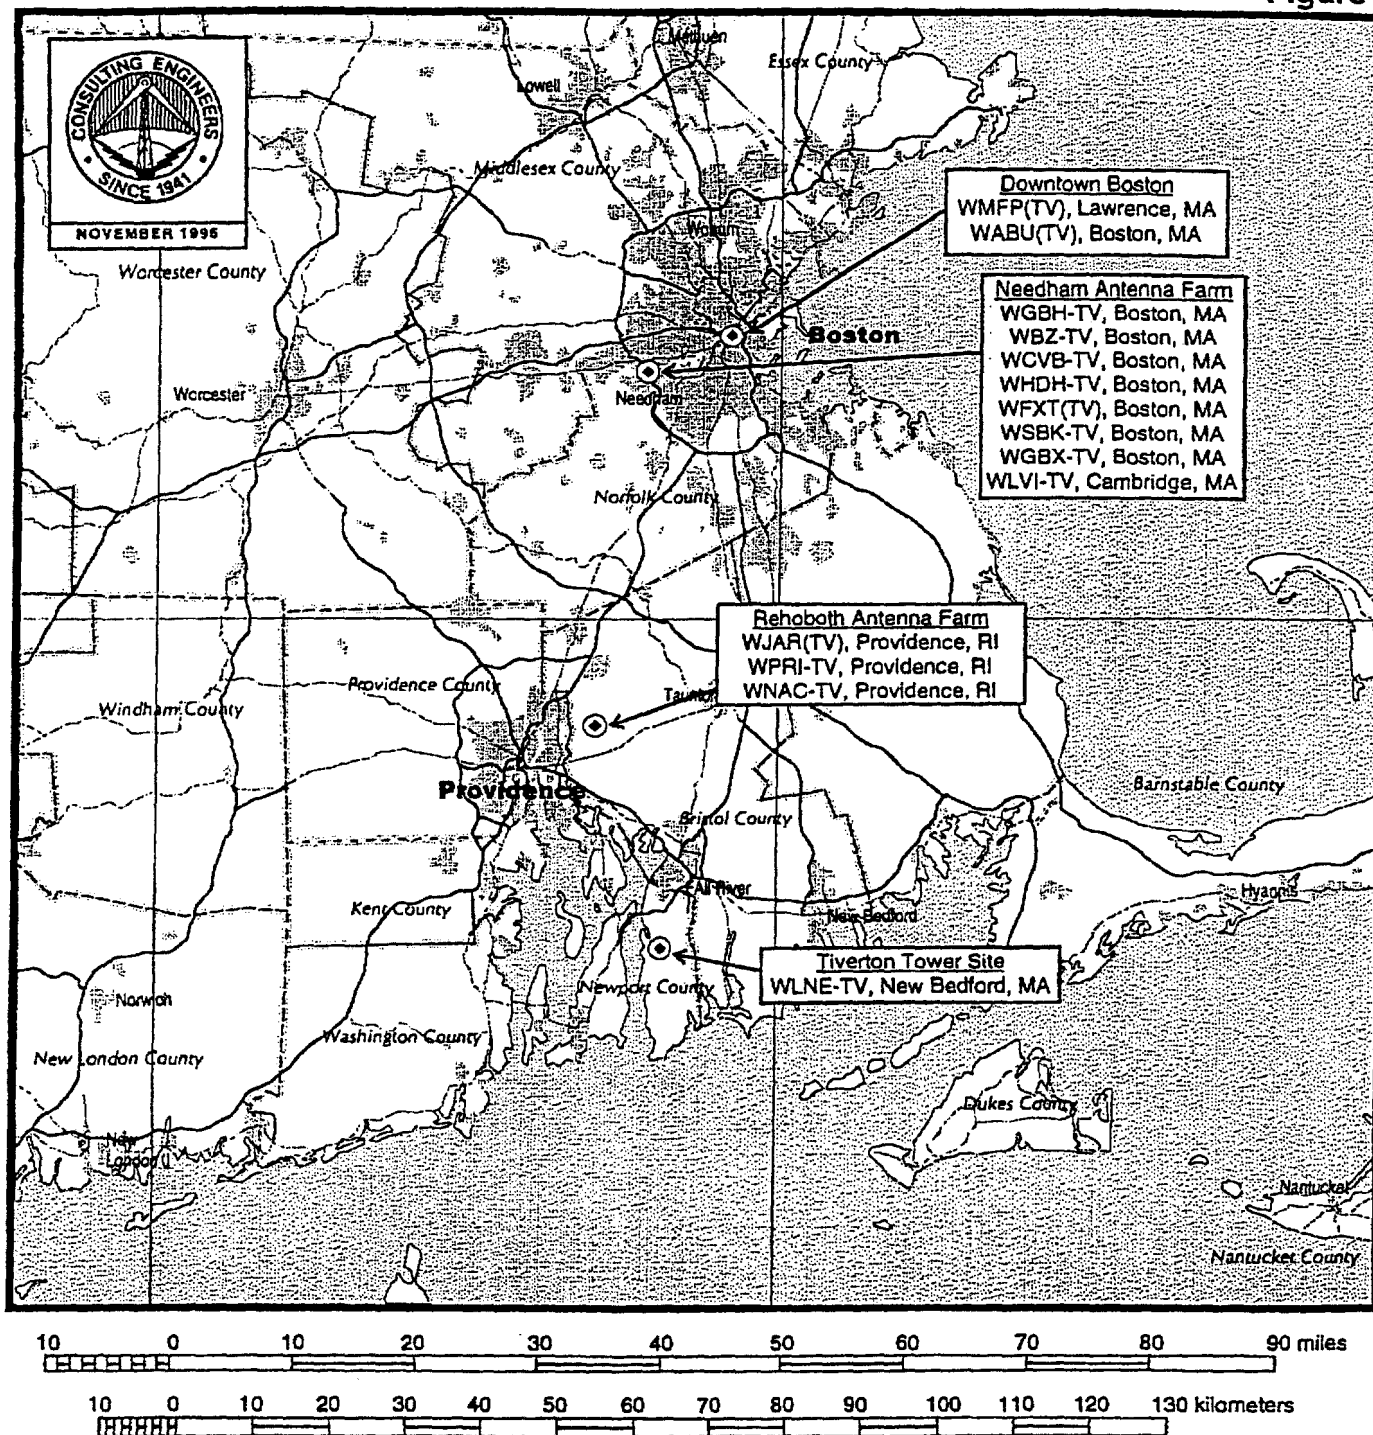 Figure
CONSULTING ENGINEERS
• SINCE 1941 •
NOVEMBER 1996
Methuen
Essex County
Lowell
Middlesex County
Downtown Boston
WMFP(TV), Lawrence, MA
WABU(TV), Boston, MA
Woburn
Worcester County
Needham Antenna Farm
WGBH-TV, Boston, MA
WBZ-TV, Boston, MA
WCVB-TV, Boston, MA
WHDH-TV, Boston, MA
WFXT(TV), Boston, MA
WSBK-TV, Boston, MA
WGBX-TV, Boston, MA
WLVI-TV, Cambridge, MA
Boston
Worcester
Needham
Norfolk County
Rehoboth Antenna Farm
WJAR(TV), Providence, RI
WPRI-TV, Providence, RI
WNAC-TV, Providence, RI
Providence County
Taunton
Windham County
Providence
Barnstable County
Bristol County
Fall River
Hyannis
Kent County
New Bedford
Tiverton Tower Site
WLNE-TV, New Bedford, MA
Newport County
Norwich
Washington County
New London County
Dukes County
New
London
Nantucket
Nantucket County
10 0 10 20 30 40 50 60 70 80 90 miles
10 0 10 20 30 40 50 60 70 80 90 100 110 120 130 kilometers